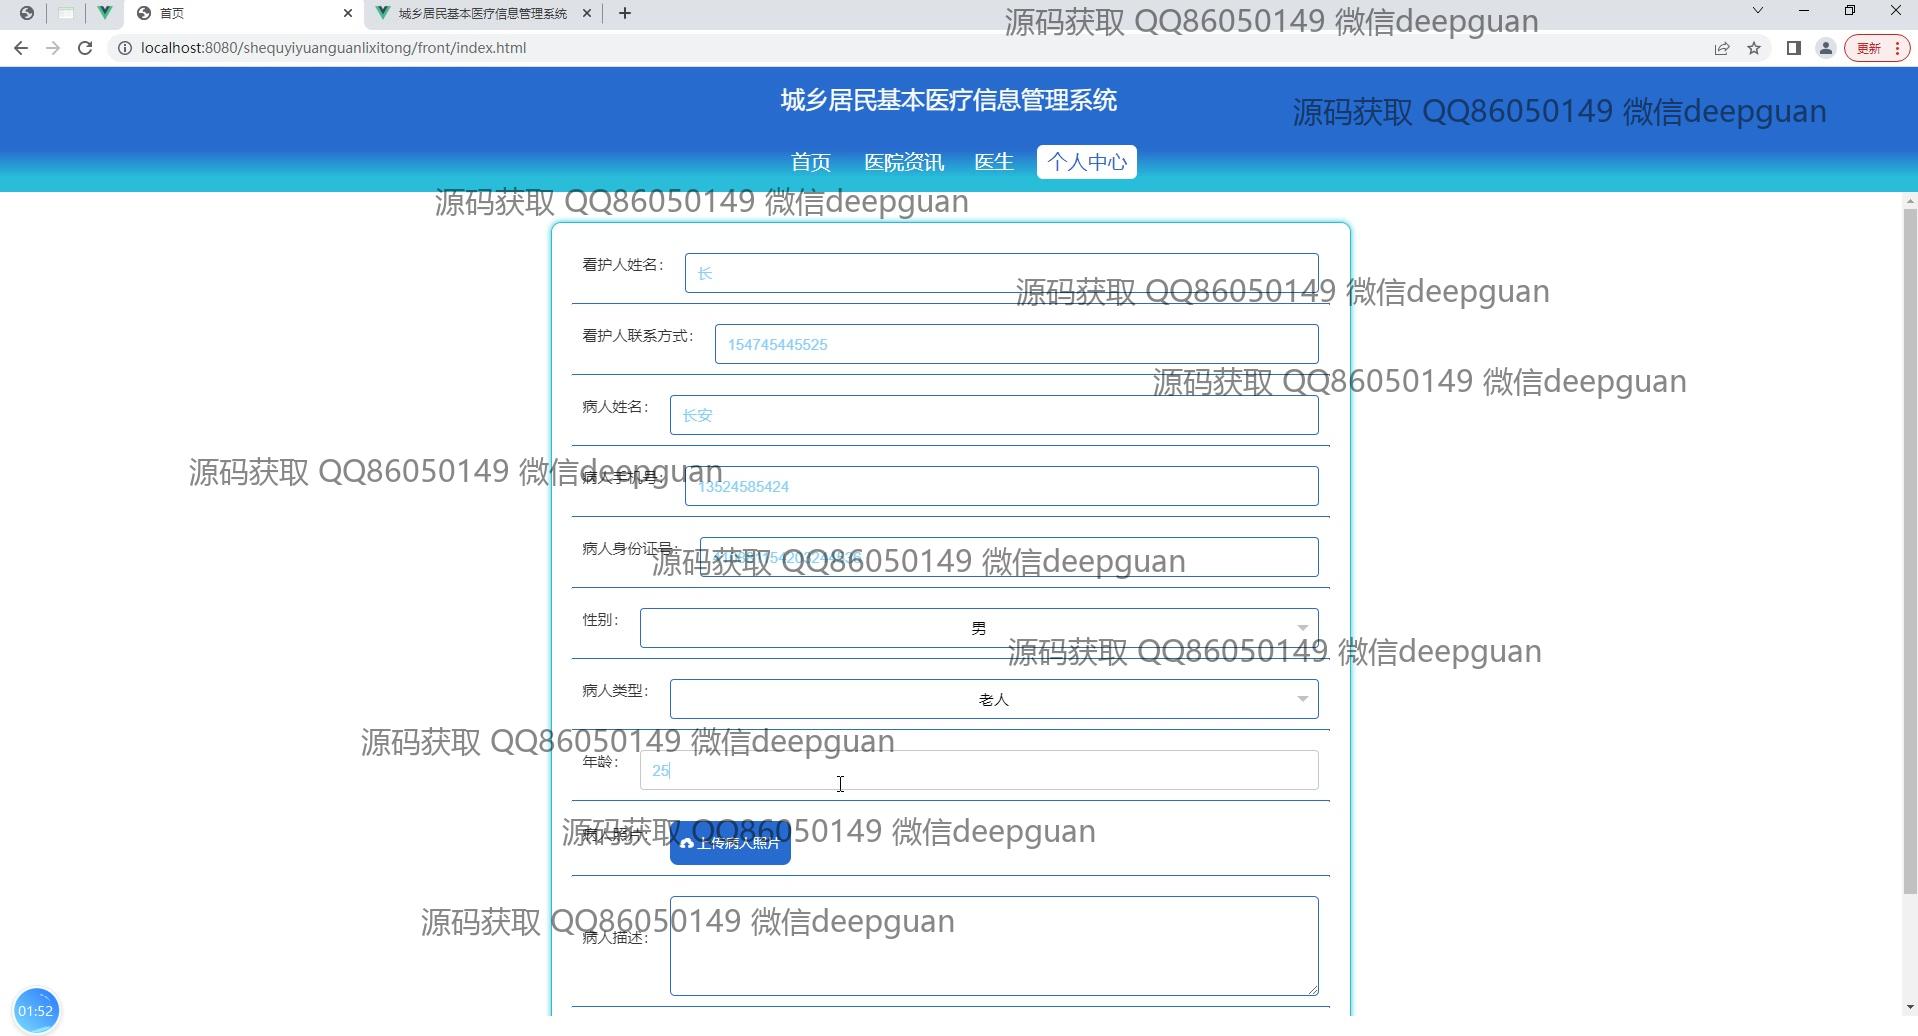 首页
城乡居民基本医疗信息管理系统
源码获取 QQ86050149 微信deepguan
localhost:8080/shequyiyuanguanlixitong/front/index.html
更新
城乡居民基本医疗信息管理系统
源码获取 QQ86050149 微信deepguan
首页 医院资讯 医生 个人中心
源码获取 QQ86050149 微信deepguan
看护人姓名： 长
源码获取 QQ86050149 微信deepguan
看护人联系方式： 154745445525
源码获取 QQ86050149 微信deepguan
病人姓名： 长安
源码获取 QQ86050149 微信deepguan
病人手机号： 13524585424
病人身份证号：
源码获取 QQ86050149 微信deepguan
性别： 男
源码获取 QQ86050149 微信deepguan
病人类型： 老人
源码获取 QQ86050149 微信deepguan
年龄： 25
源码获取 QQ86050149 微信deepguan
病人照片： 上传病人照片
源码获取 QQ86050149 微信deepguan
病人描述：
01:52